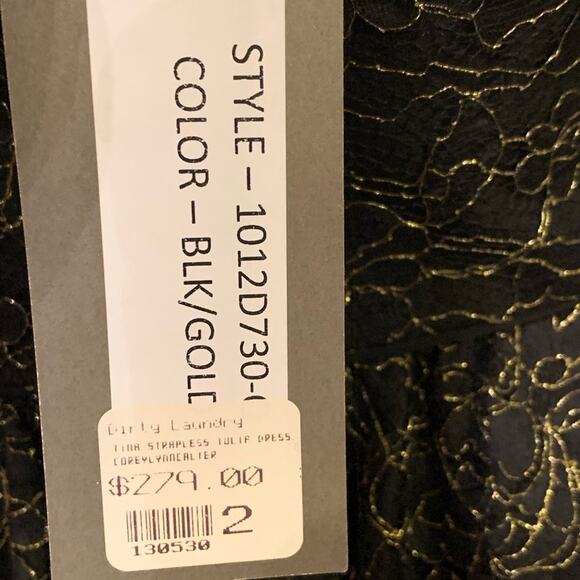 STYLE – 1012D730-
COLOR – BLK/GOLD
Dirty Laundry
TINA STRAPLESS TULIP DRESS
COREYLYNNCALTER
$279.00
2
130530